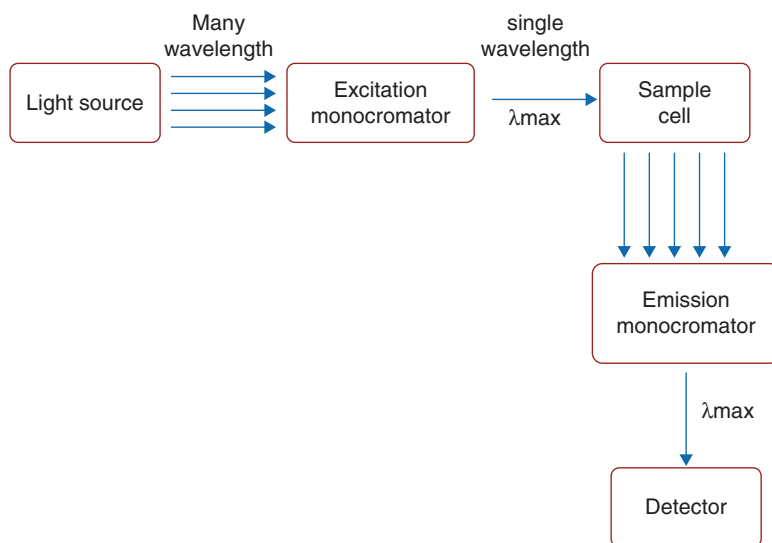 Many
wavelength
single
wavelength
Light source
Excitation
monocromator
λmax
Sample
cell
Emission
monocromator
λmax
Detector